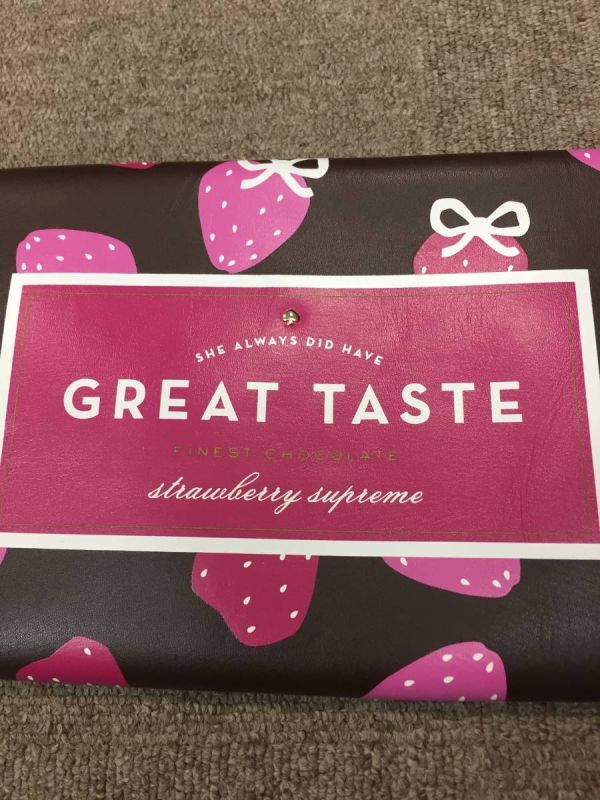 SHE ALWAYS DID HAVE
GREAT TASTE
FINEST CHOCOLATE
strawberry supreme